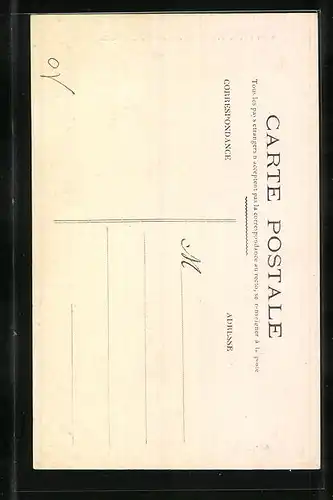 CARTE POSTALE
Tous les pays étrangers n'acceptent pas la correspondance au recto, se renseigner à la poste
CORRESPONDANCE
ADRESSE
M